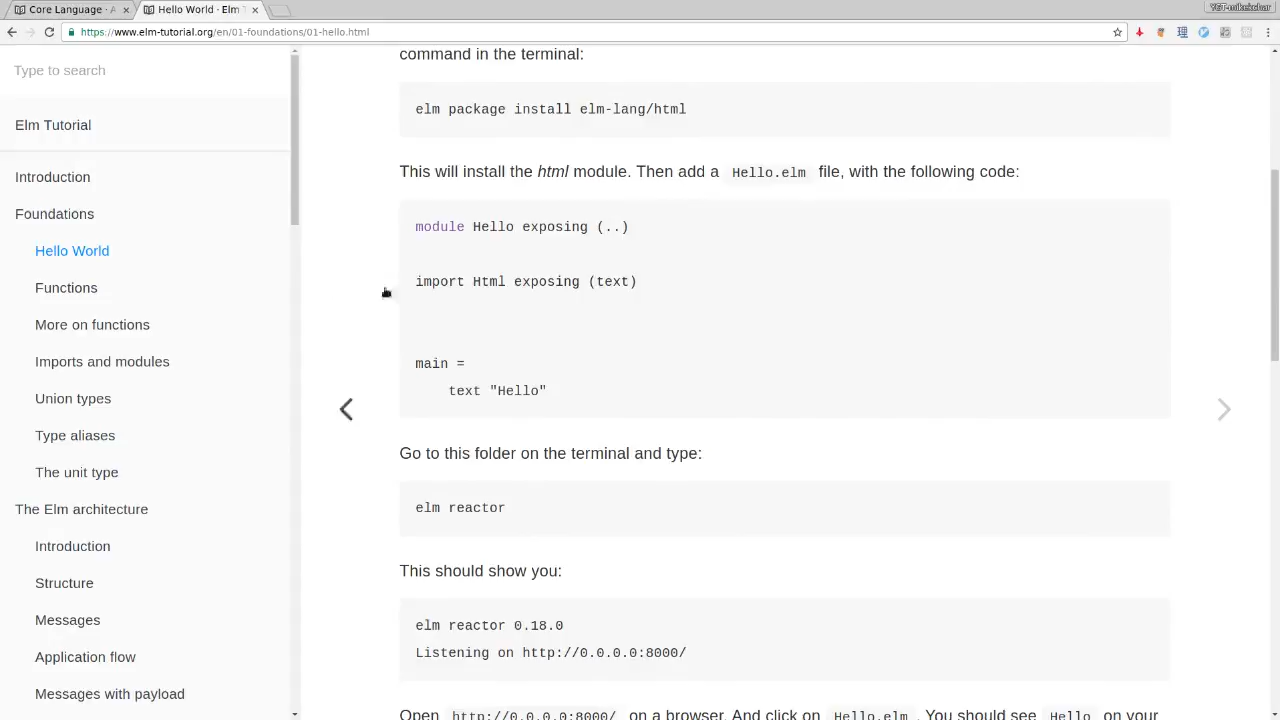 Core Language · A
Hello World · Elm T
YGT-mikekchar
https://www.elm-tutorial.org/en/01-foundations/01-hello.html
Type to search
Elm Tutorial
Introduction
Foundations
Hello World
Functions
More on functions
Imports and modules
Union types
Type aliases
The unit type
The Elm architecture
Introduction
Structure
Messages
Application flow
Messages with payload
command in the terminal:
elm package install elm-lang/html
This will install the html module. Then add a Hello.elm file, with the following code:
module Hello exposing (..)
import Html exposing (text)
main =
text "Hello"
Go to this folder on the terminal and type:
elm reactor
This should show you:
elm reactor 0.18.0
Listening on http://0.0.0.0:8000/
Open http://0.0.0.0:8000/ on a browser. And click on Hello.elm. You should see Hello on your